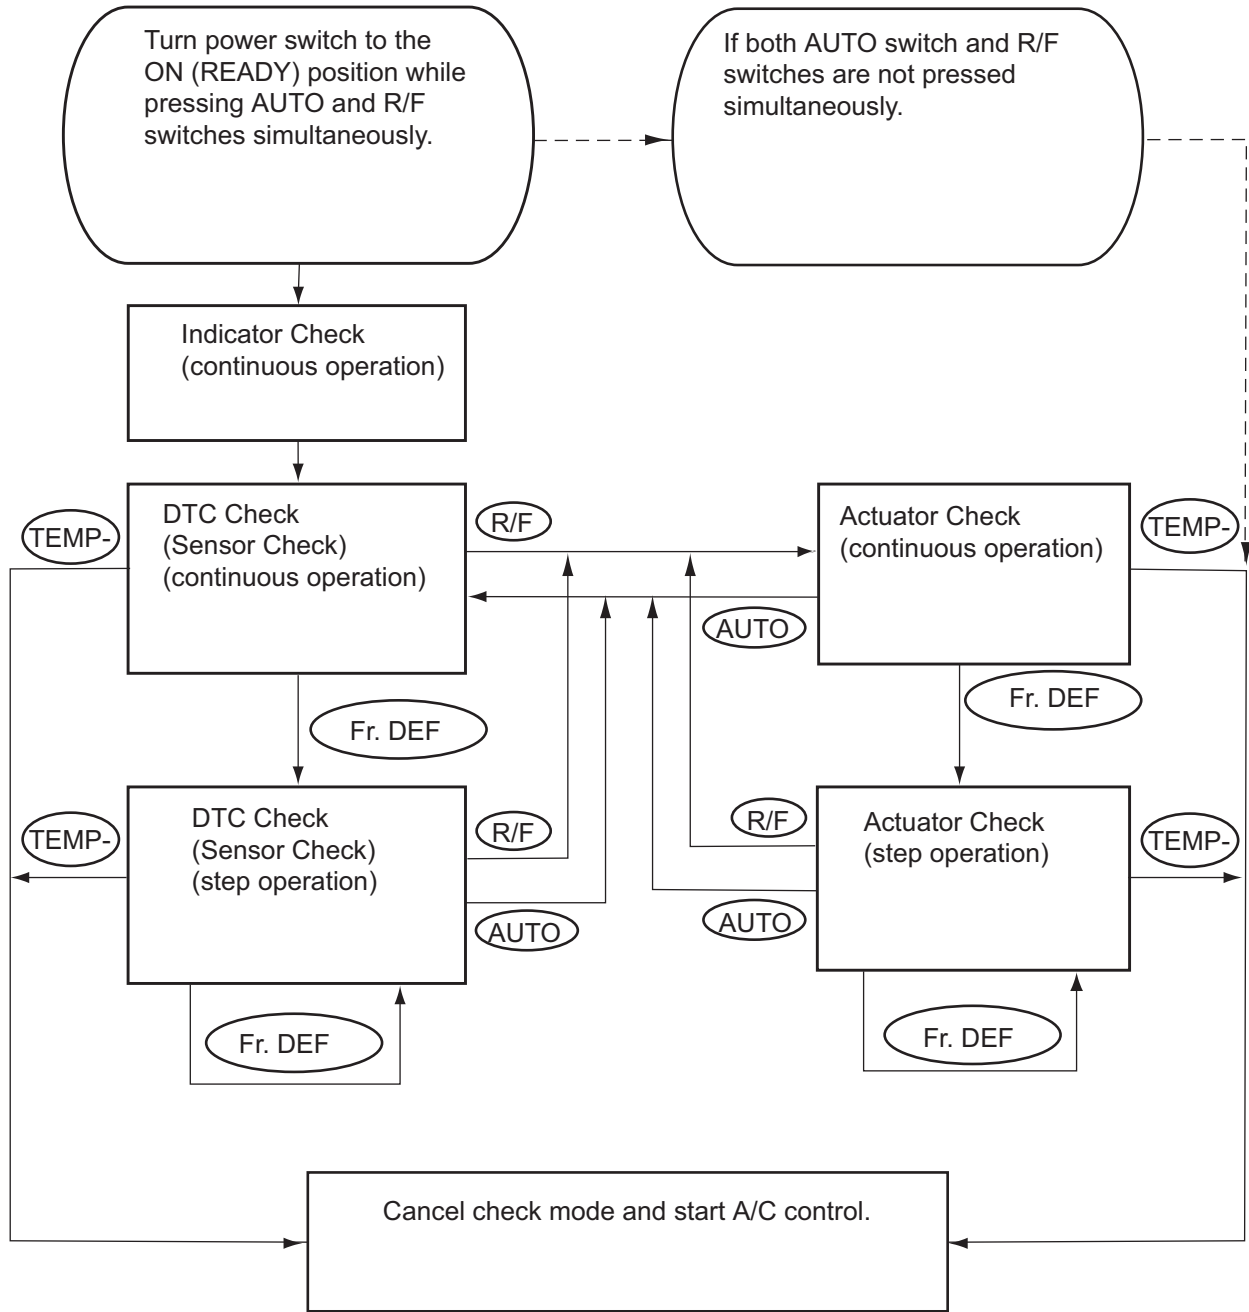 Turn power switch to the
ON (READY) position while
pressing AUTO and R/F
switches simultaneously.
If both AUTO switch and R/F
switches are not pressed
simultaneously.
Indicator Check
(continuous operation)
TEMP-
DTC Check
(Sensor Check)
(continuous operation)
R/F
Actuator Check
(continuous operation)
TEMP-
AUTO
Fr. DEF
Fr. DEF
TEMP-
DTC Check
(Sensor Check)
(step operation)
R/F
AUTO
R/F
AUTO
Actuator Check
(step operation)
TEMP-
Fr. DEF
Fr. DEF
Cancel check mode and start A/C control.